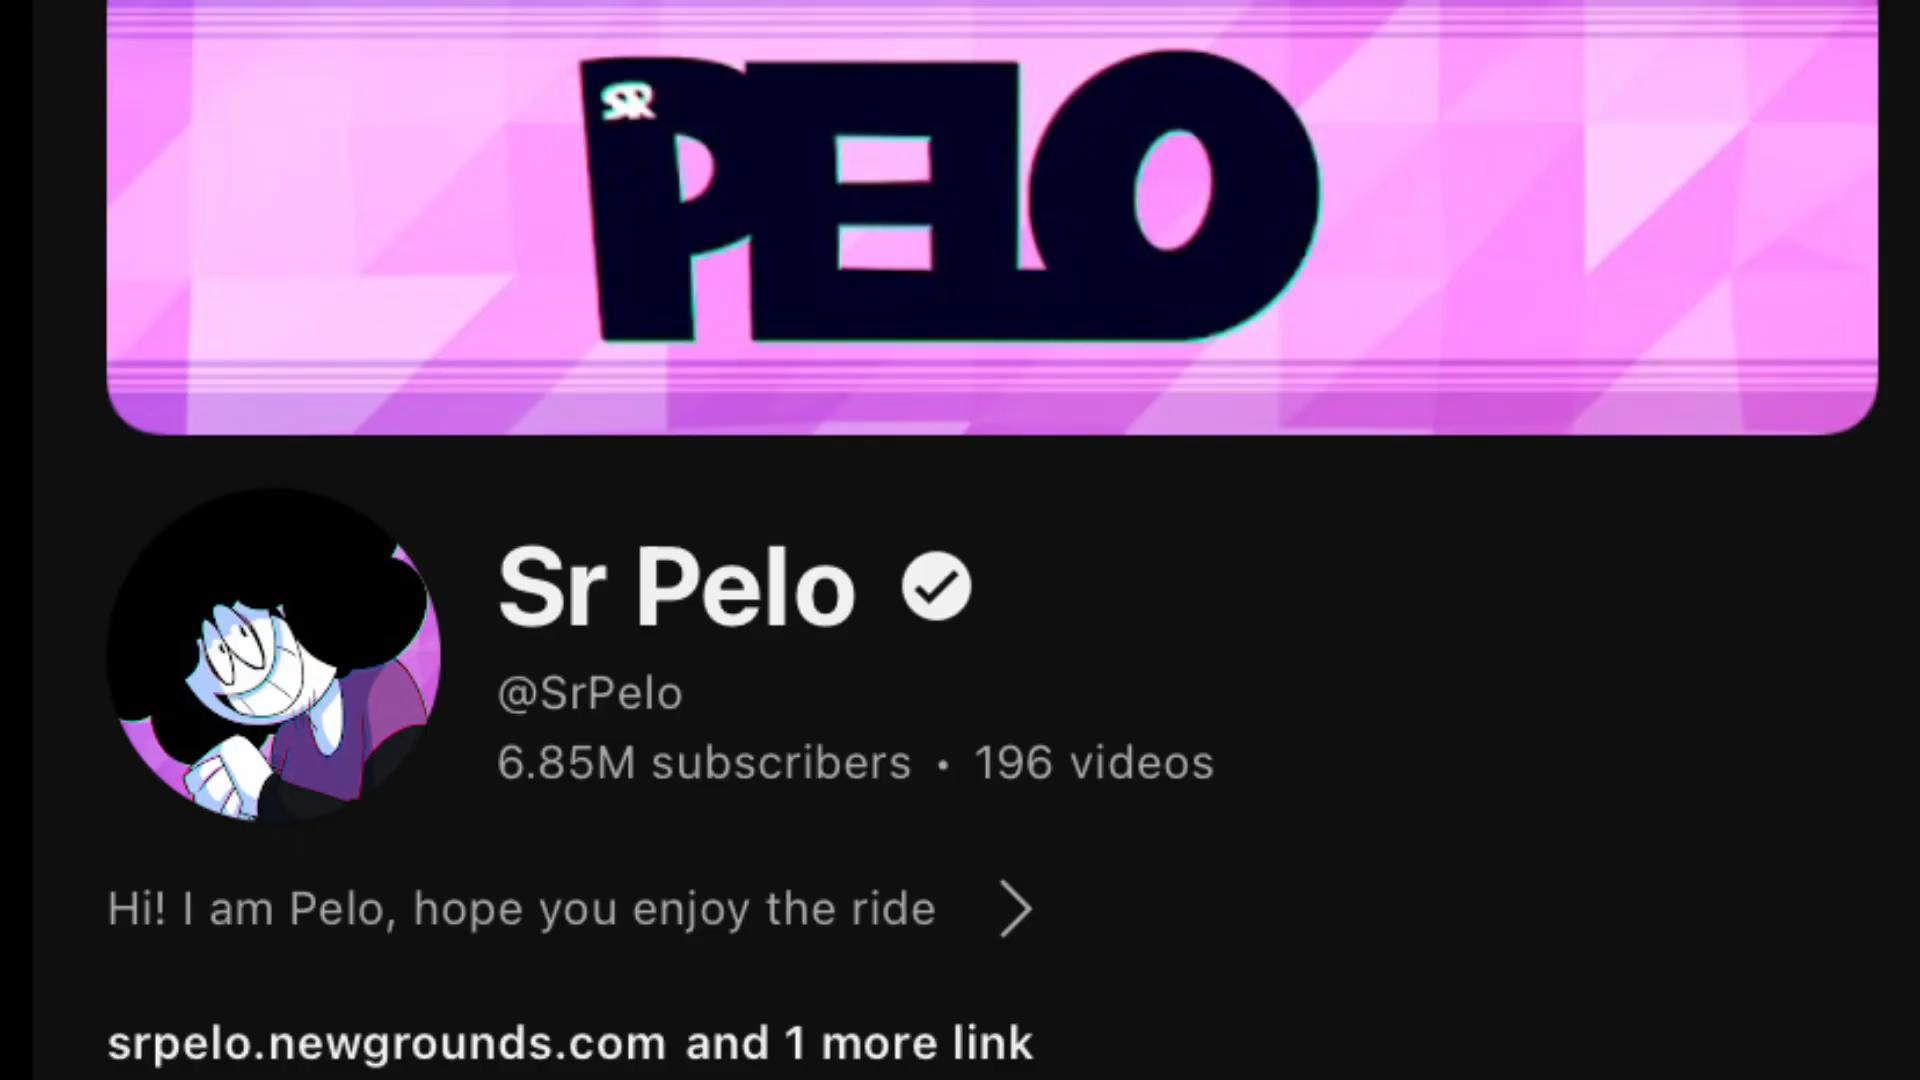 SR
PELO
Sr Pelo
@SrPelo
6.85M subscribers • 196 videos
Hi! I am Pelo, hope you enjoy the ride
srpelo.newgrounds.com and 1 more link